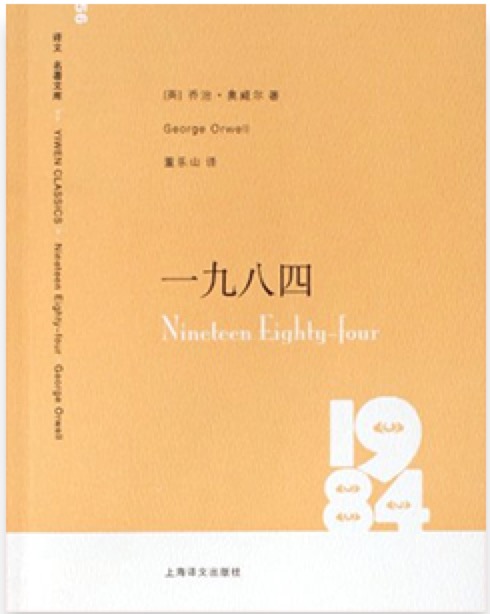 56
译文 名著文库
YIWEN CLASSICS · Nineteen Eighty-four George Orwell
〔英〕乔治·奥威尔 著
George Orwell
董乐山 译
一九八四
Nineteen Eighty-four
19
84
上海译文出版社